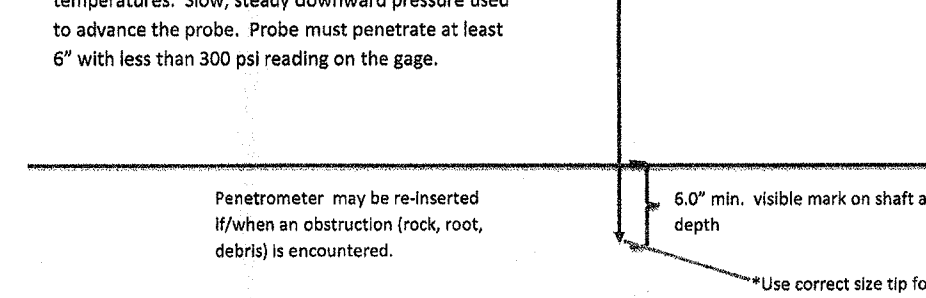 temperatures. Slow, steady downward pressure used
to advance the probe. Probe must penetrate at least
6” with less than 300 psi reading on the gage.
Penetrometer may be re-inserted
if/when an obstruction (rock, root,
debris) is encountered.
6.0” min. visible mark on shaft a
depth
*Use correct size tip fo